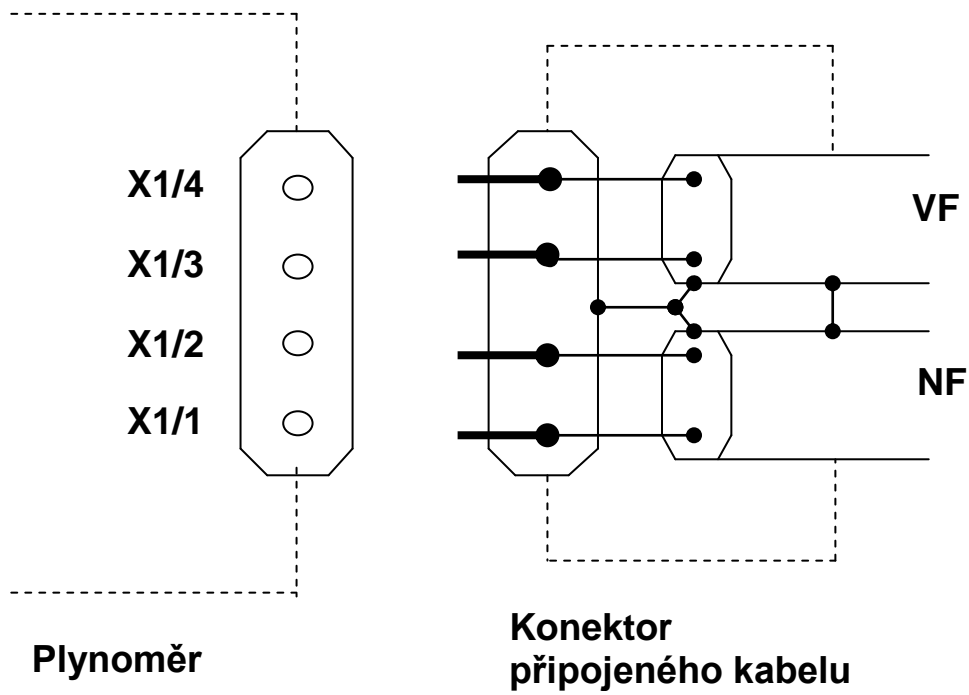 X1/4
X1/3
X1/2
X1/1
VF
NF
Plynoměr
Konektor
připojeného kabelu